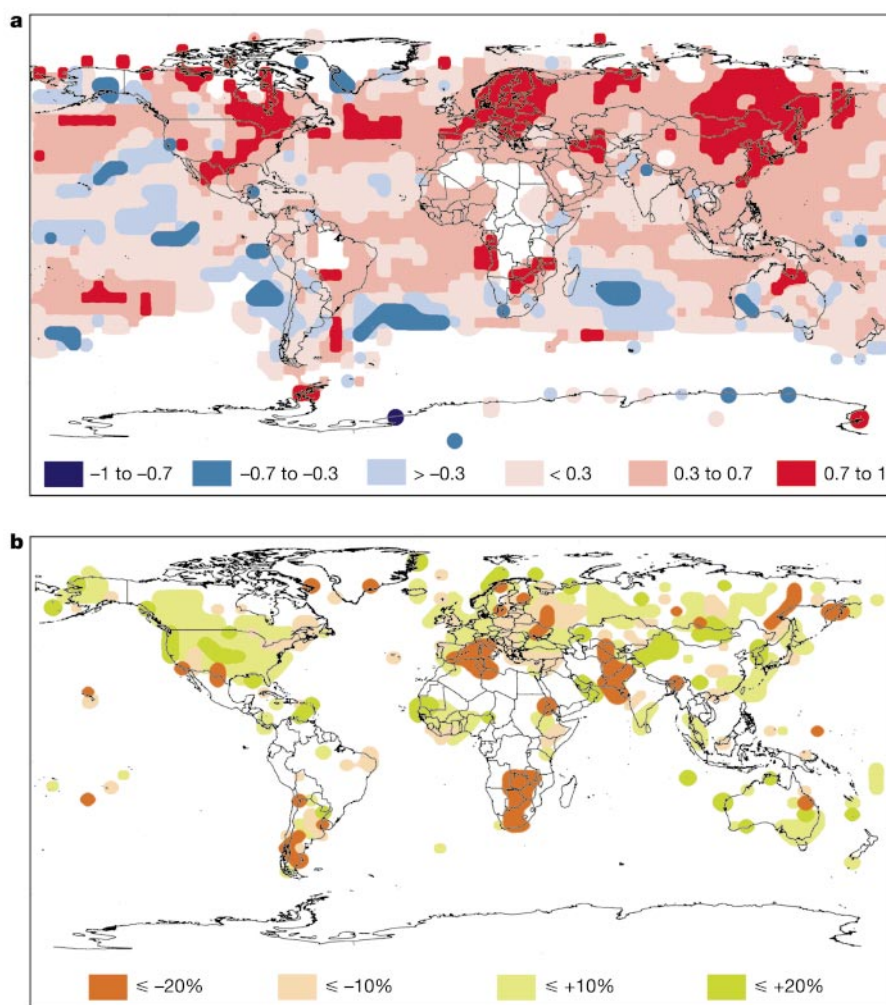 a
−1 to −0.7 −0.7 to −0.3 > −0.3 < 0.3 0.3 to 0.7 0.7 to 1
b
≤ −20% ≤ −10% ≤ +10% ≤ +20%